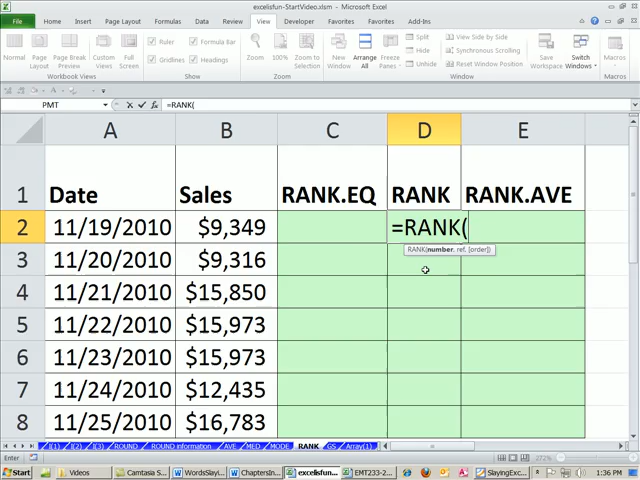 excelisfun-StartVideo.xlsm - Microsoft Excel
File Home Insert Page Layout Formulas Data Review View Developer Favorites Favorites Add-Ins
Normal Page Layout Page Break Preview Custom Views Full Screen
Workbook Views
Ruler Formula Bar
Gridlines Headings
Show
Zoom 100% Zoom to Selection
Zoom
New Window Arrange All Freeze Panes
Split
Hide
Unhide
View Side by Side
Synchronous Scrolling
Reset Window Position
Window
Save Workspace Switch Windows
Macros
Macros
PMT =RANK(
A B C D E
1 Date Sales RANK.EQ RANK RANK.AVE
2 11/19/2010 $9,349 =RANK(
RANK(number, ref, [order])
3 11/20/2010 $9,316
4 11/21/2010 $15,850
5 11/22/2010 $15,973
6 11/23/2010 $15,973
7 11/24/2010 $12,435
8 11/25/2010 $16,783
I(1) I(2) I(3) ROUND ROUND information AVE MED MODE RANK GS Array(1)
Enter 272%
Start Videos Camtasia S... WordsSlayin... ChaptersIn... excelisfun-... EMT233-2... SlayingExc... 1:36 PM